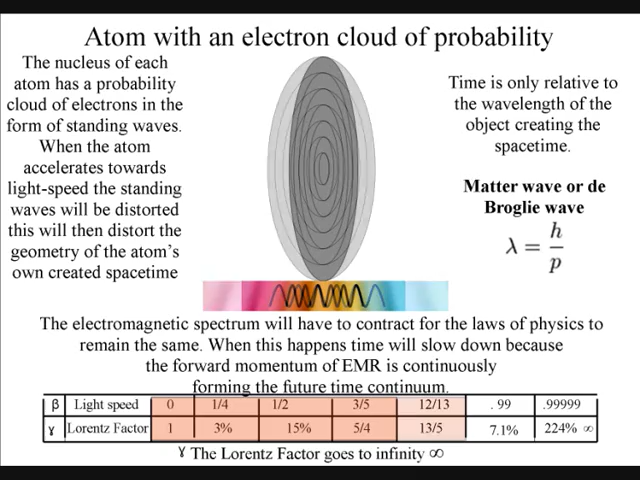 Atom with an electron cloud of probability
The nucleus of each
atom has a probability
cloud of electrons in the
form of standing waves.
When the atom
accelerates towards
light-speed the standing
waves will be distorted
this will then distort the
geometry of the atom's
own created spacetime
Time is only relative to
the wavelength of the
object creating the
spacetime.
Matter wave or de
Broglie wave
λ = h/p
The electromagnetic spectrum will have to contract for the laws of physics to
remain the same. When this happens time will slow down because
the forward momentum of EMR is continuously
forming the future time continuum.
β Light speed 0 1/4 1/2 3/5 12/13 . 99 .99999
γ Lorentz Factor 1 3% 15% 5/4 13/5 7.1% 224% ∞
γ The Lorentz Factor goes to infinity ∞